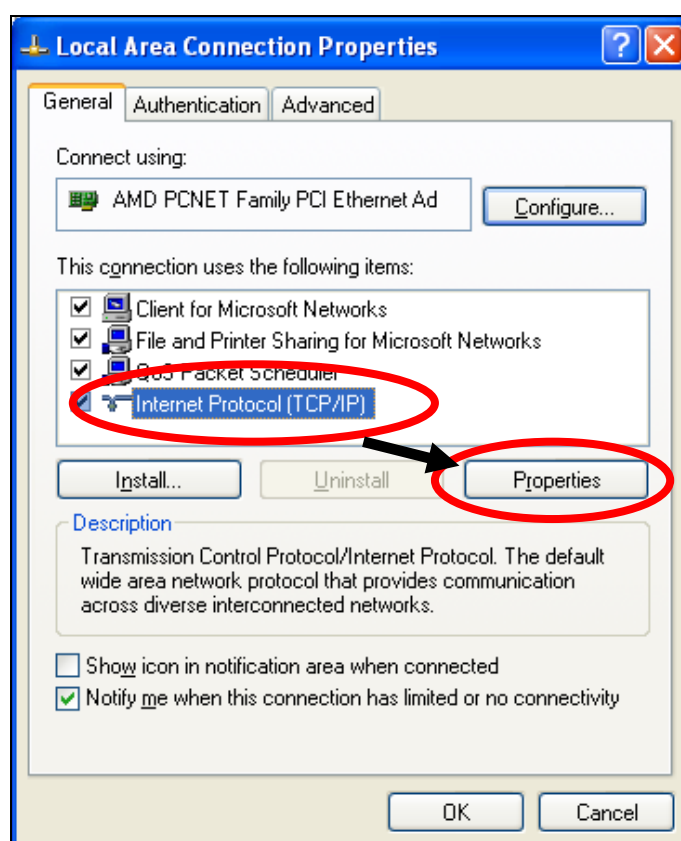 Local Area Connection Properties
General Authentication Advanced
Connect using:
AMD PCNET Family PCI Ethernet Ad
Configure...
This connection uses the following items:
Client for Microsoft Networks
File and Printer Sharing for Microsoft Networks
QoS Packet Scheduler
Internet Protocol (TCP/IP)
Install... Uninstall Properties
Description
Transmission Control Protocol/Internet Protocol. The default
wide area network protocol that provides communication
across diverse interconnected networks.
Show icon in notification area when connected
Notify me when this connection has limited or no connectivity
OK Cancel